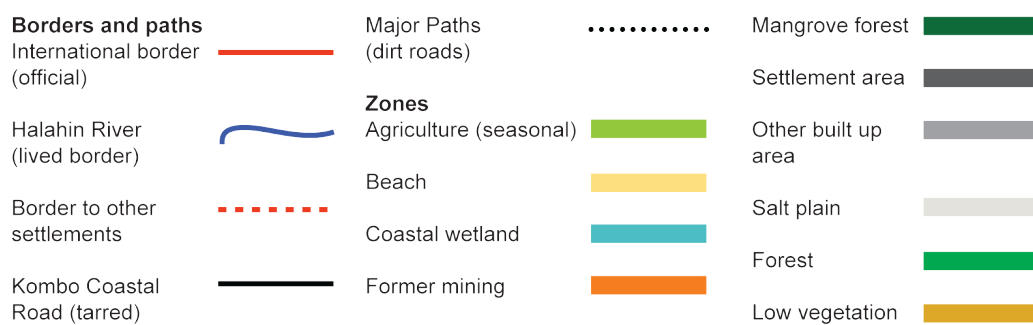 Borders and paths
International border
(official)
Halahin River
(lived border)
Border to other
settlements
Kombo Coastal
Road (tarred)
Major Paths
(dirt roads)
Zones
Agriculture (seasonal)
Beach
Coastal wetland
Former mining
Mangrove forest
Settlement area
Other built up
area
Salt plain
Forest
Low vegetation